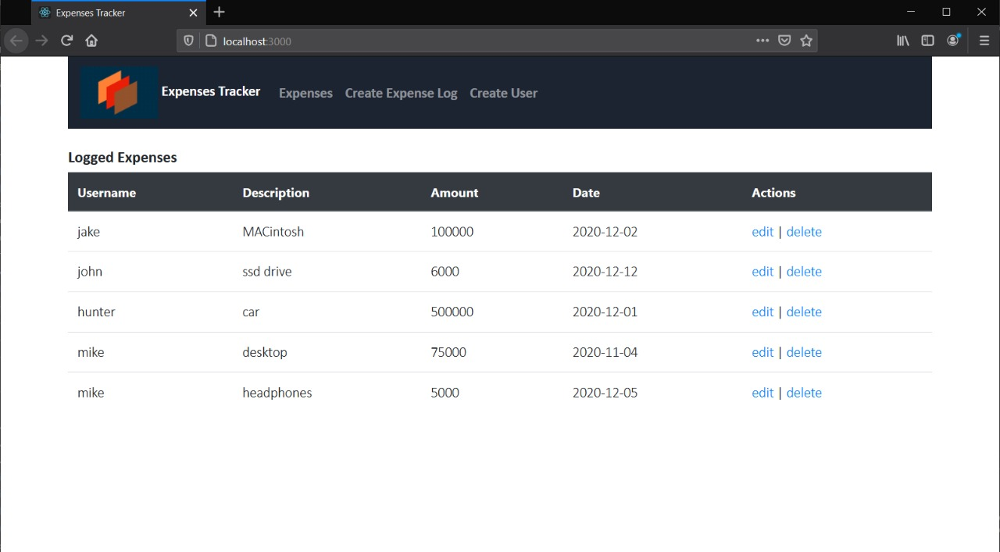 Expenses Tracker
localhost:3000
Expenses Tracker Expenses Create Expense Log Create User
Logged Expenses
Username Description Amount Date Actions
jake MACintosh 100000 2020-12-02 edit | delete
john ssd drive 6000 2020-12-12 edit | delete
hunter car 500000 2020-12-01 edit | delete
mike desktop 75000 2020-11-04 edit | delete
mike headphones 5000 2020-12-05 edit | delete